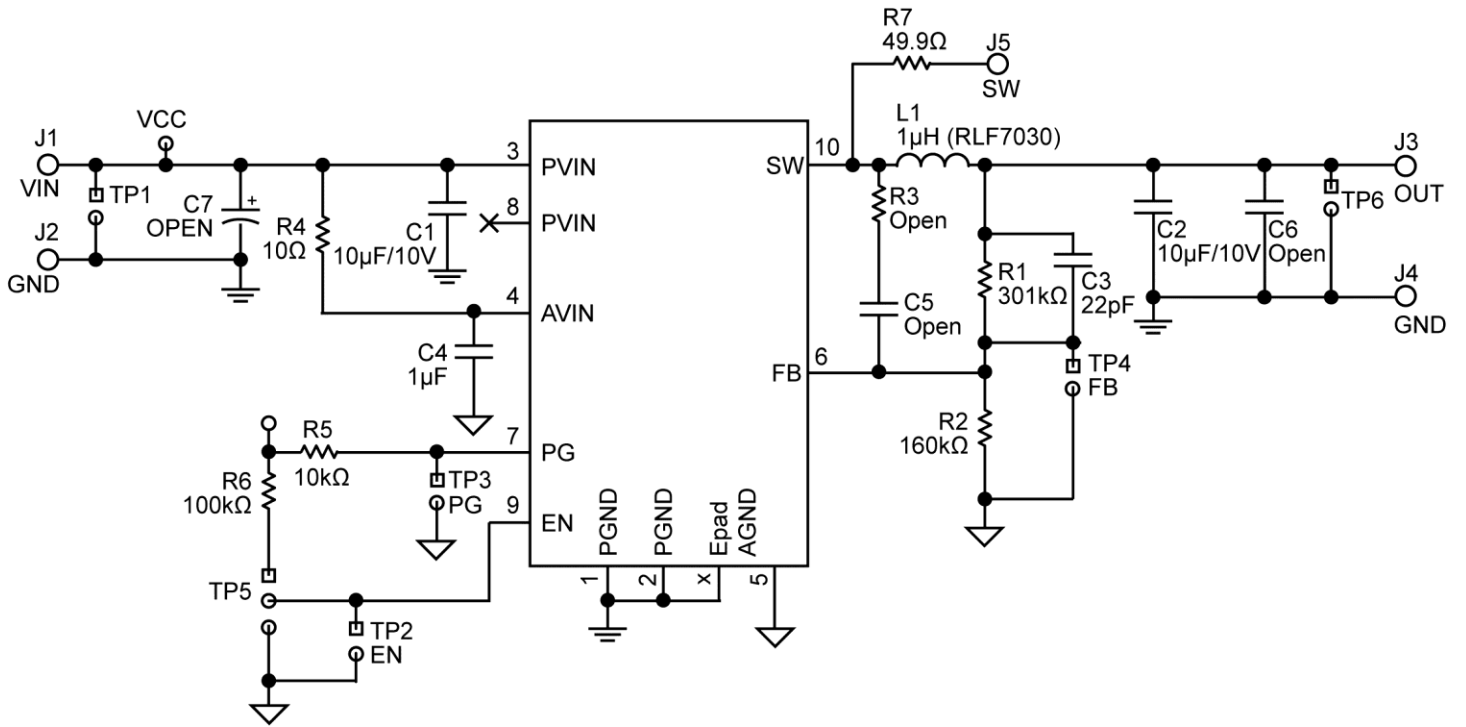 R7
49.9Ω
J5
SW
VCC
J1
VIN
TP1
C7
+
OPEN
J2
GND
R4
10Ω
C1
10μF/10V
3
PVIN
8
PVIN
4
AVIN
C4
1μF
R5
10kΩ
R6
100kΩ
7
PG
TP3
PG
9
EN
TP5
TP2
EN
PGND
PGND
Epad
AGND
1
2
x
5
SW
10
L1
1μH (RLF7030)
R3
Open
C5
Open
FB
6
R1
301kΩ
C3
22pF
TP4
FB
R2
160kΩ
C2
10μF/10V
C6
Open
TP6
J3
OUT
J4
GND